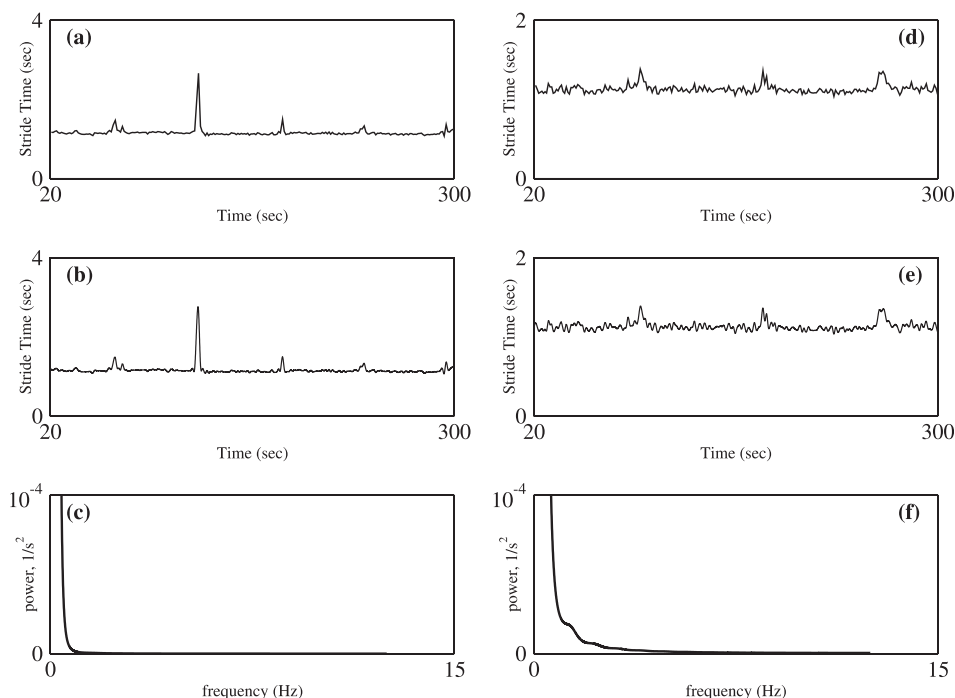 4
(a)
Stride Time (sec)
0
20
300
Time (sec)
2
(d)
Stride Time (sec)
0
20
300
Time (sec)
4
(b)
Stride Time (sec)
0
20
300
Time (sec)
2
(e)
Stride Time (sec)
0
20
300
Time (sec)
10^-4
(c)
power, 1/s^2
0
0
15
frequency (Hz)
10^-4
(f)
power, 1/s^2
0
0
15
frequency (Hz)